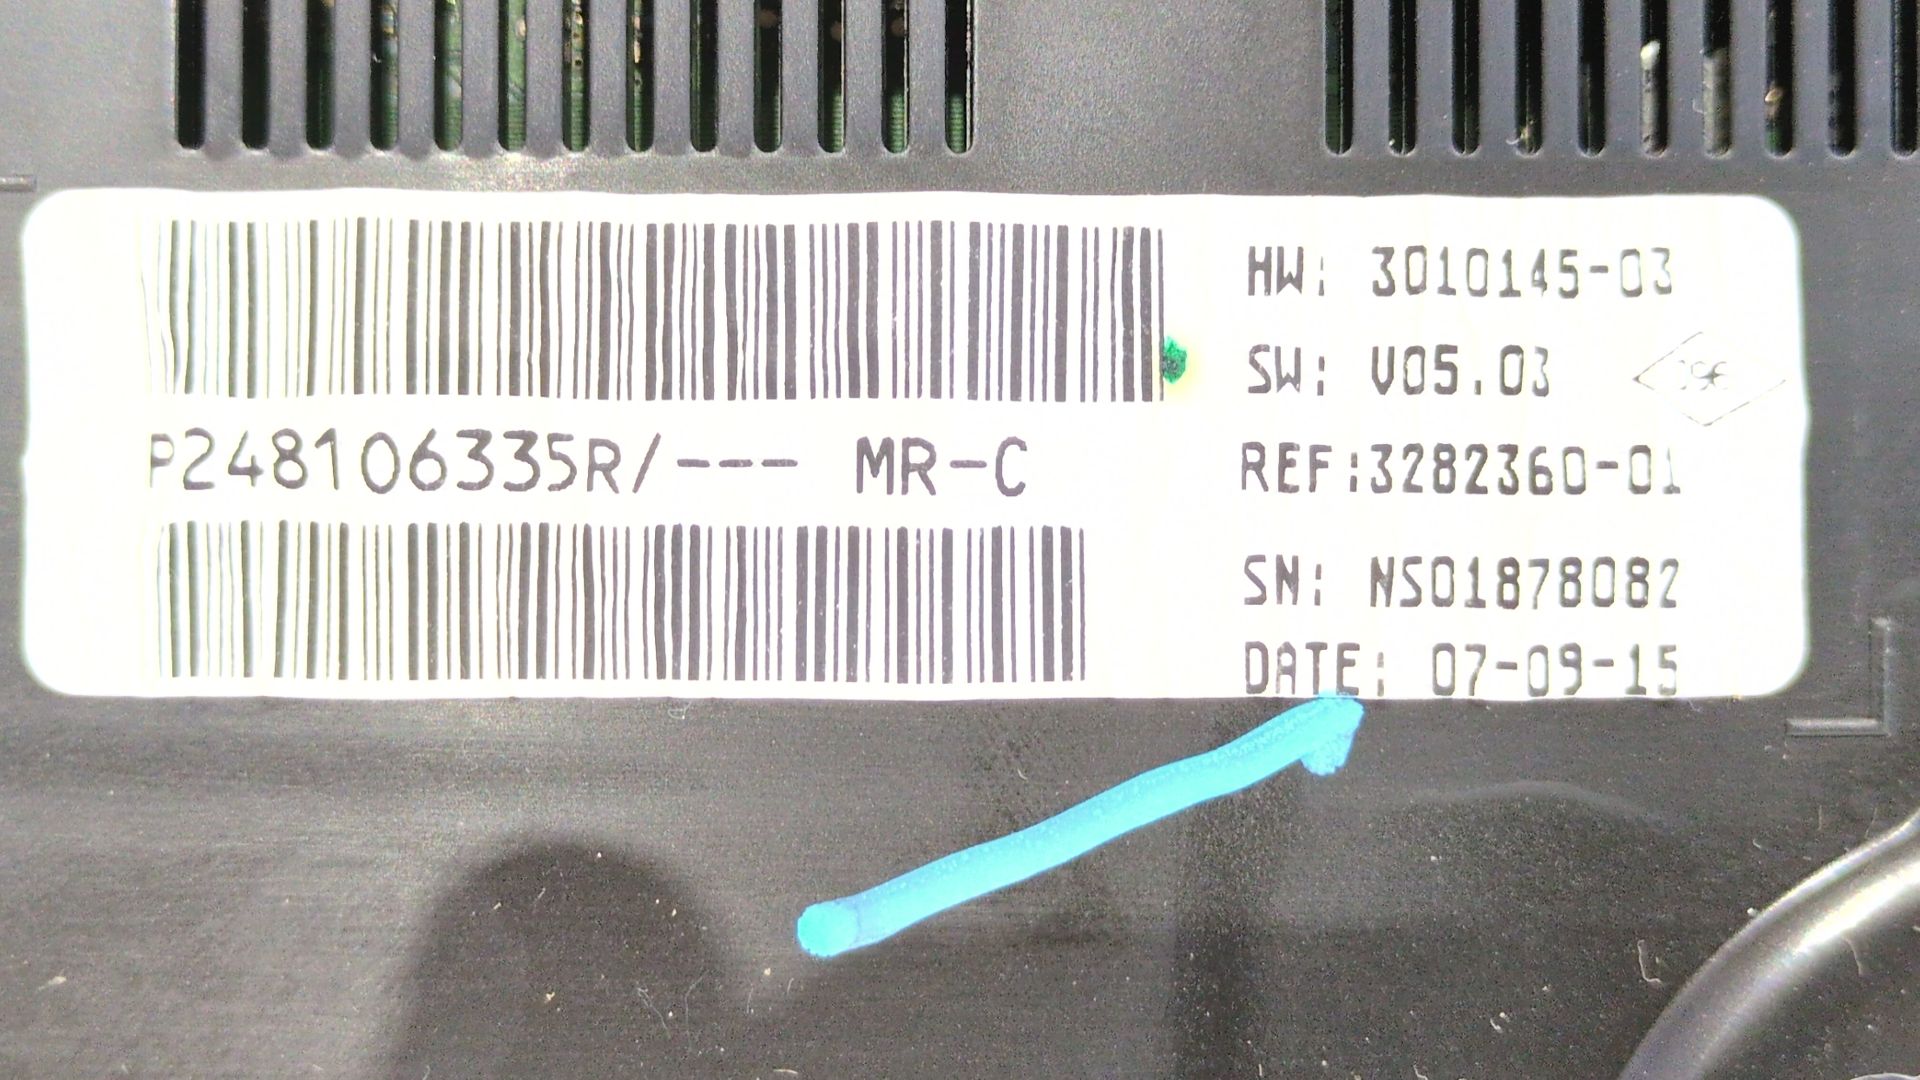 HW: 3010145-03
SW: V05.03
P248106335R/--- MR-C
REF:3282360-01
SN: NS01878082
DATE: 07-09-15